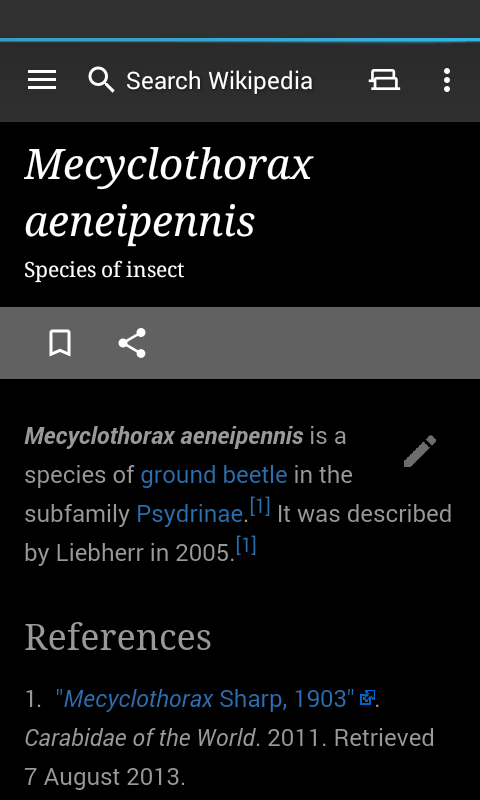 Search Wikipedia
Mecyclothorax
aeneipennis
Species of insect
Mecyclothorax aeneipennis is a
species of ground beetle in the
subfamily Psydrinae.[1] It was described
by Liebherr in 2005.[1]
References
1. "Mecyclothorax Sharp, 1903".
Carabidae of the World. 2011. Retrieved
7 August 2013.